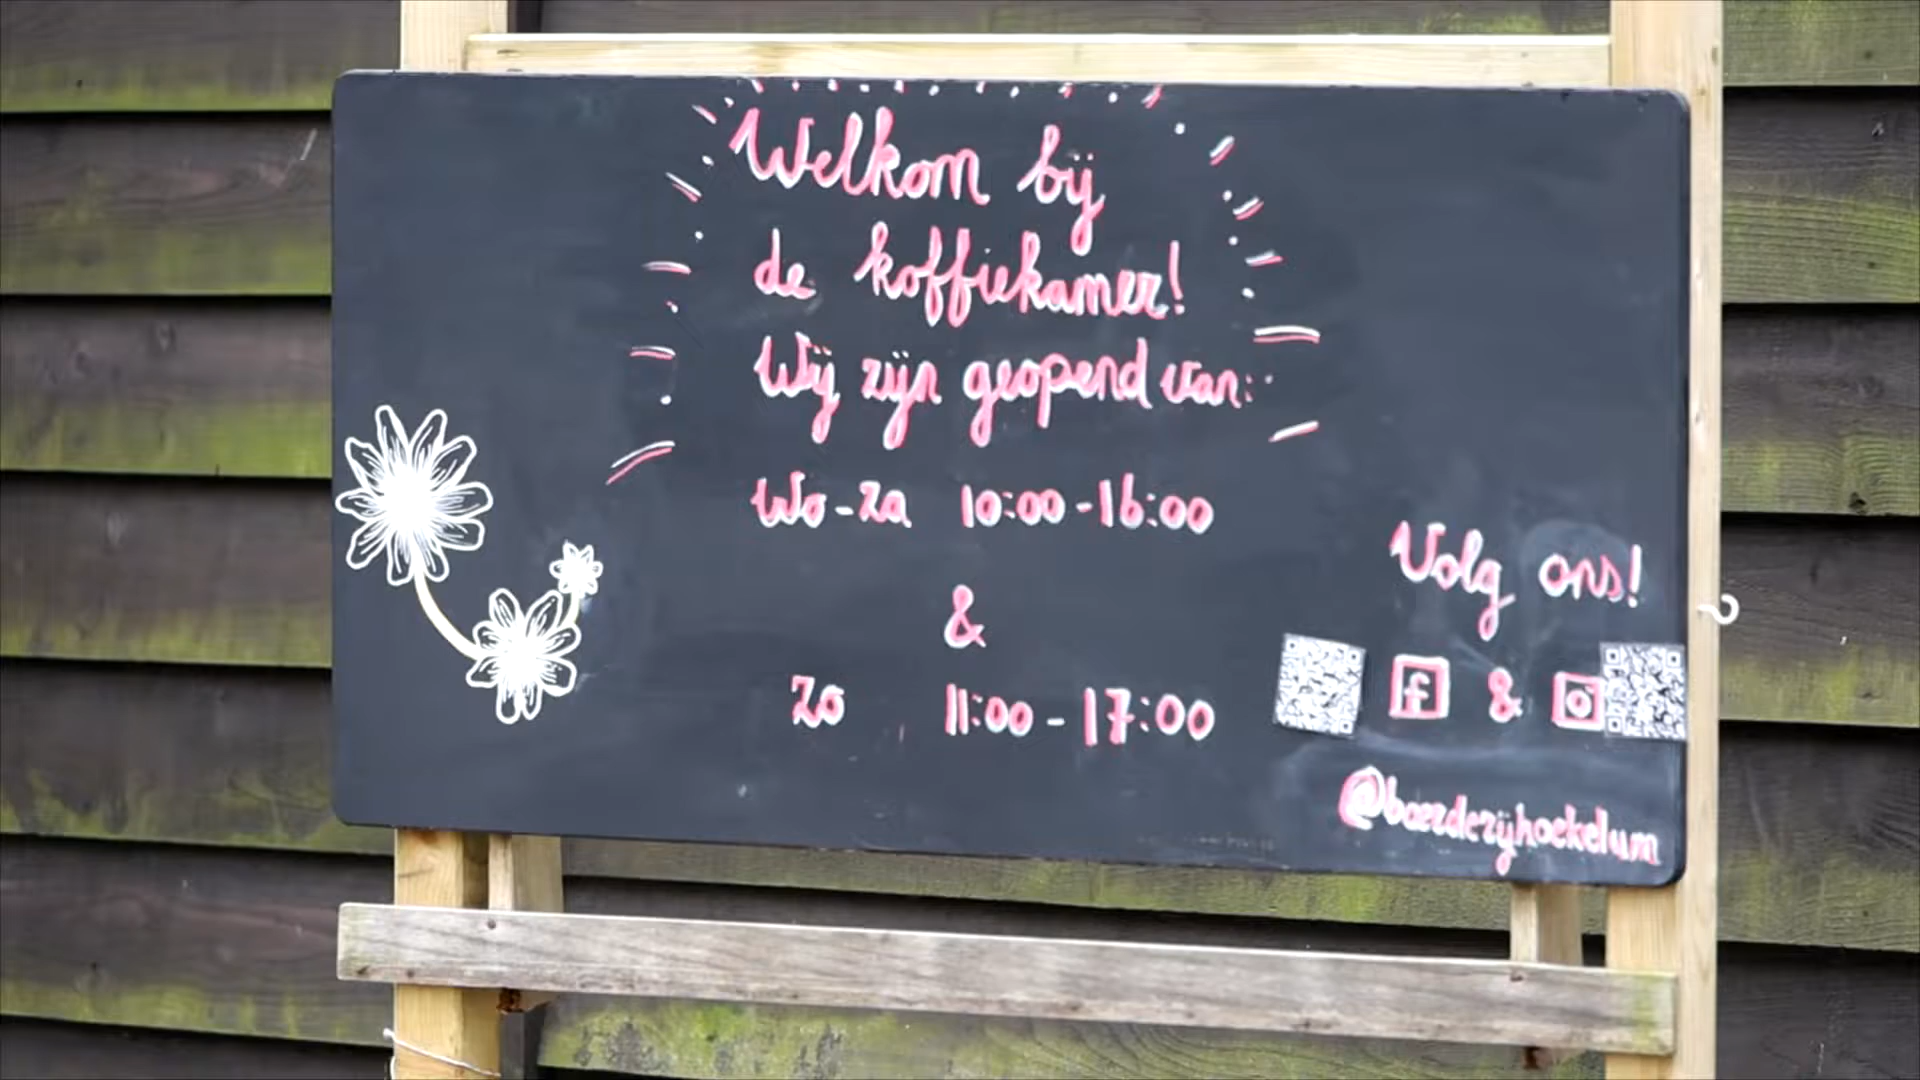 Welkom bij
de koffiekamer!
Wij zijn geopend van:
Wo-Za 10:00-16:00
&
Zo 11:00-17:00
Volg ons!
f &
@boerderijhoekelum